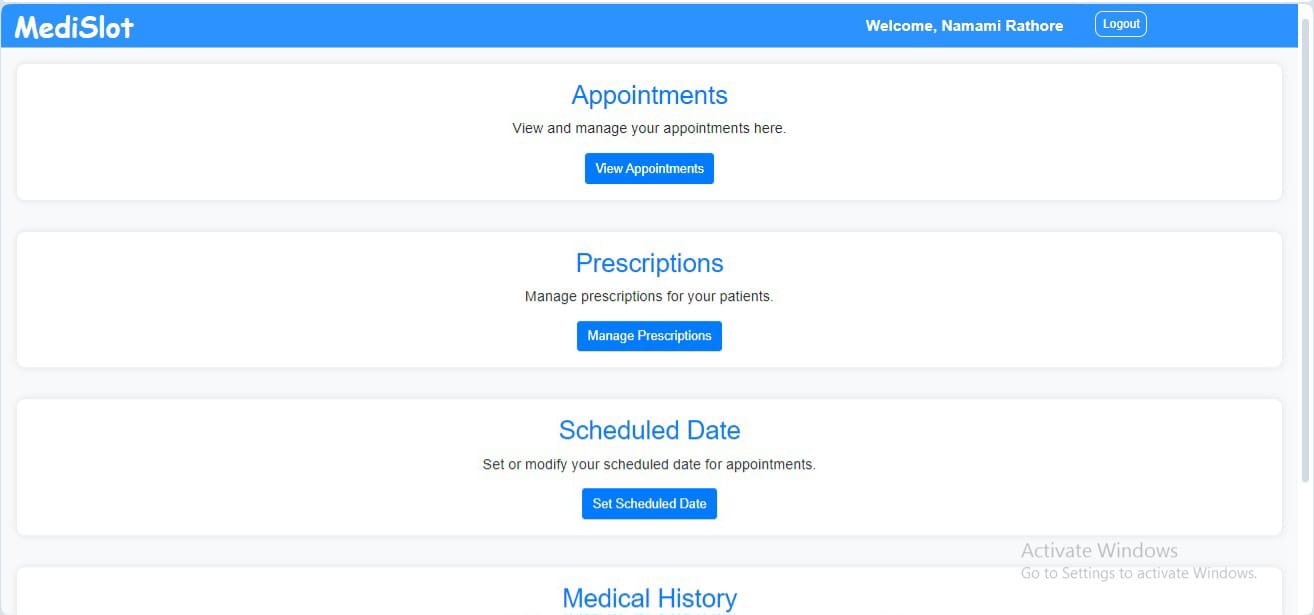 MediSlot
Welcome, Namami Rathore
Logout
Appointments
View and manage your appointments here.
View Appointments
Prescriptions
Manage prescriptions for your patients.
Manage Prescriptions
Scheduled Date
Set or modify your scheduled date for appointments.
Set Scheduled Date
Activate Windows
Go to Settings to activate Windows.
Medical History